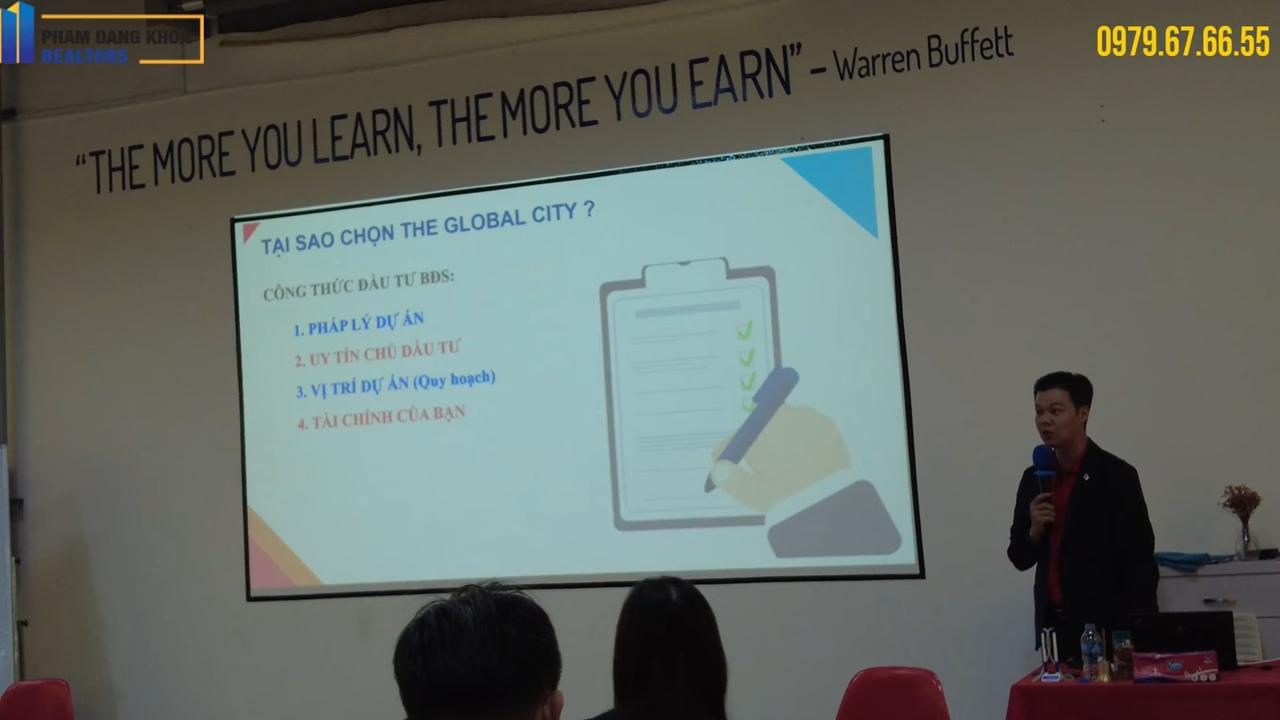 PHAM DANG KHOA
REALTORS
0979.67.66.55
“THE MORE YOU LEARN, THE MORE YOU EARN” – Warren Buffett
TẠI SAO CHỌN THE GLOBAL CITY ?
CÔNG THỨC ĐẦU TƯ BĐS:
1. PHÁP LÝ DỰ ÁN
2. UY TÍN CHỦ ĐẦU TƯ
3. VỊ TRÍ DỰ ÁN (Quy hoạch)
4. TÀI CHÍNH CỦA BẠN